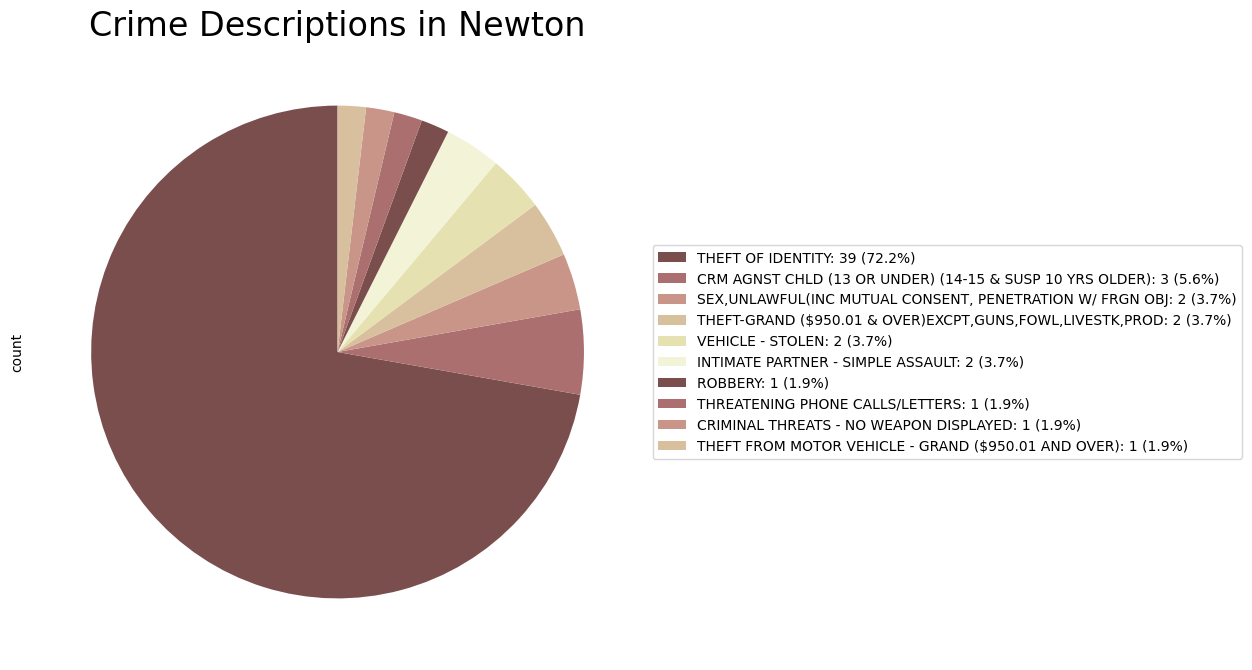 Crime Descriptions in Newton
count
THEFT OF IDENTITY: 39 (72.2%)
CRM AGNST CHLD (13 OR UNDER) (14-15 & SUSP 10 YRS OLDER): 3 (5.6%)
SEX,UNLAWFUL(INC MUTUAL CONSENT, PENETRATION W/ FRGN OBJ: 2 (3.7%)
THEFT-GRAND ($950.01 & OVER)EXCPT,GUNS,FOWL,LIVESTK,PROD: 2 (3.7%)
VEHICLE - STOLEN: 2 (3.7%)
INTIMATE PARTNER - SIMPLE ASSAULT: 2 (3.7%)
ROBBERY: 1 (1.9%)
THREATENING PHONE CALLS/LETTERS: 1 (1.9%)
CRIMINAL THREATS - NO WEAPON DISPLAYED: 1 (1.9%)
THEFT FROM MOTOR VEHICLE - GRAND ($950.01 AND OVER): 1 (1.9%)